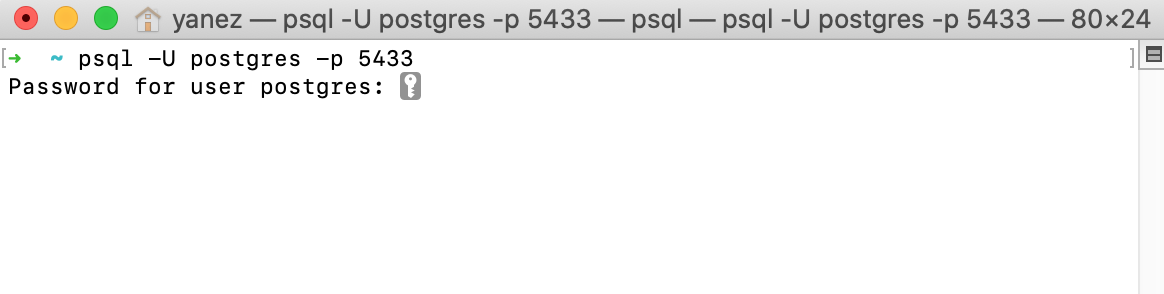 yanez — psql -U postgres -p 5433 — psql — psql -U postgres -p 5433 — 80×24
[➜  ~ psql -U postgres -p 5433 ]
Password for user postgres: